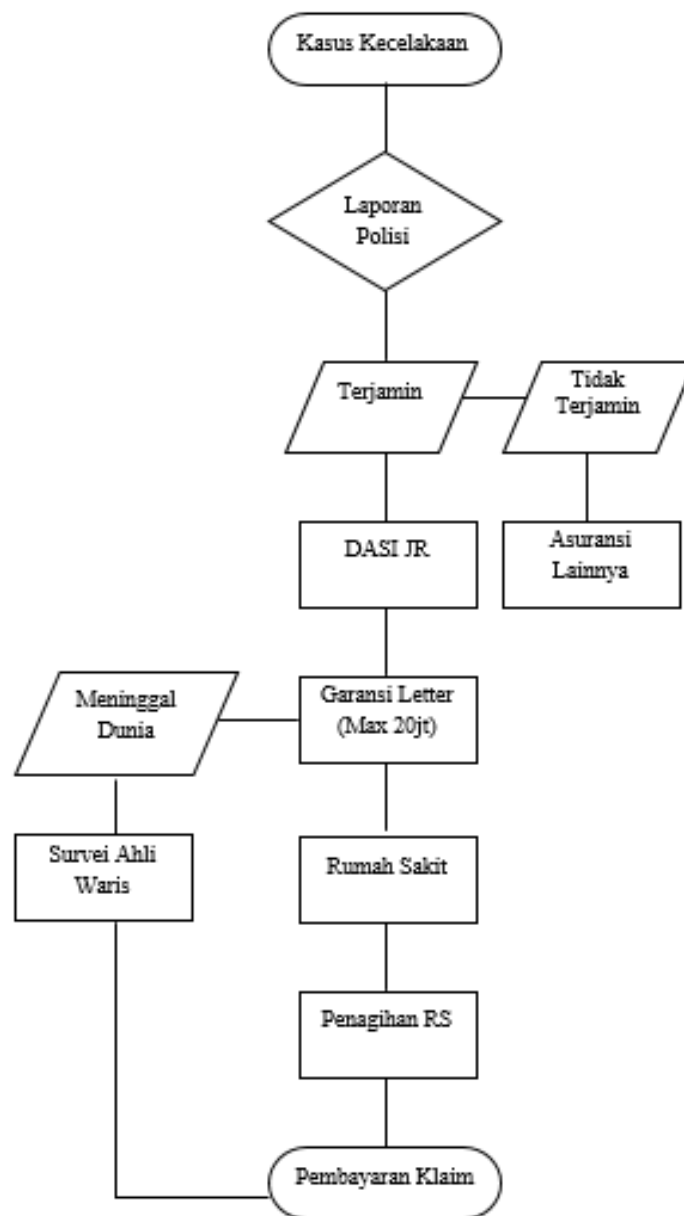 Kasus Kecelakaan
Laporan
Polisi
Terjamin
Tidak
Terjamin
DASI JR
Asuransi
Lainnya
Meninggal
Dunia
Garansi Letter
(Max 20jt)
Survei Ahli
Waris
Rumah Sakit
Penagihan RS
Pembayaran Klaim